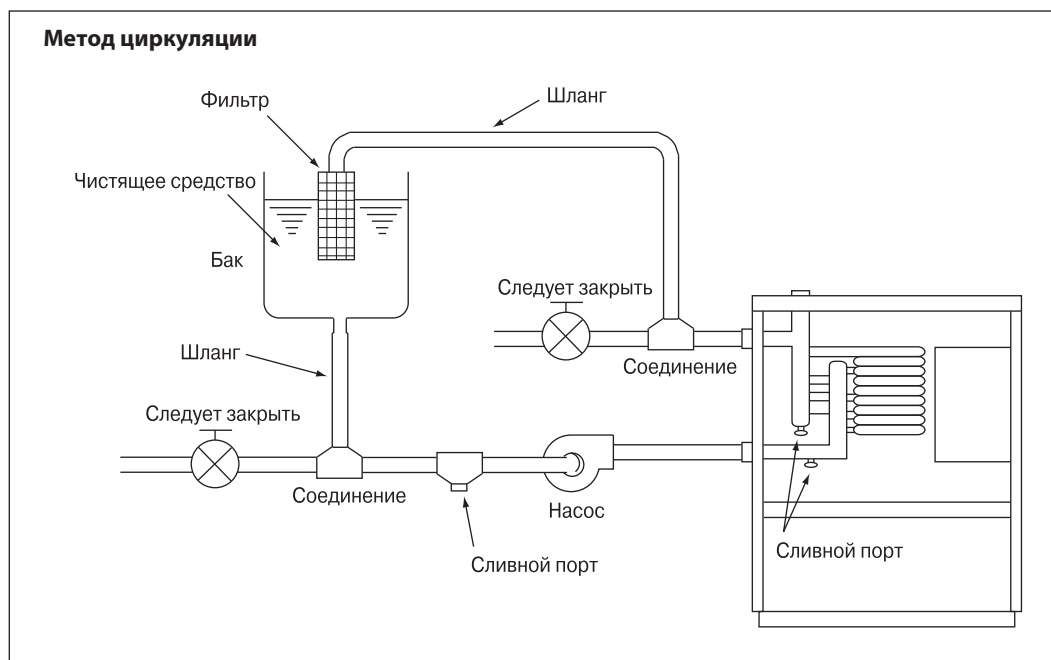 Метод циркуляции
Фильтр
Шланг
Чистящее средство
Бак
Следует закрыть
Соединение
Шланг
Следует закрыть
Соединение
Насос
Сливной порт
Сливной порт